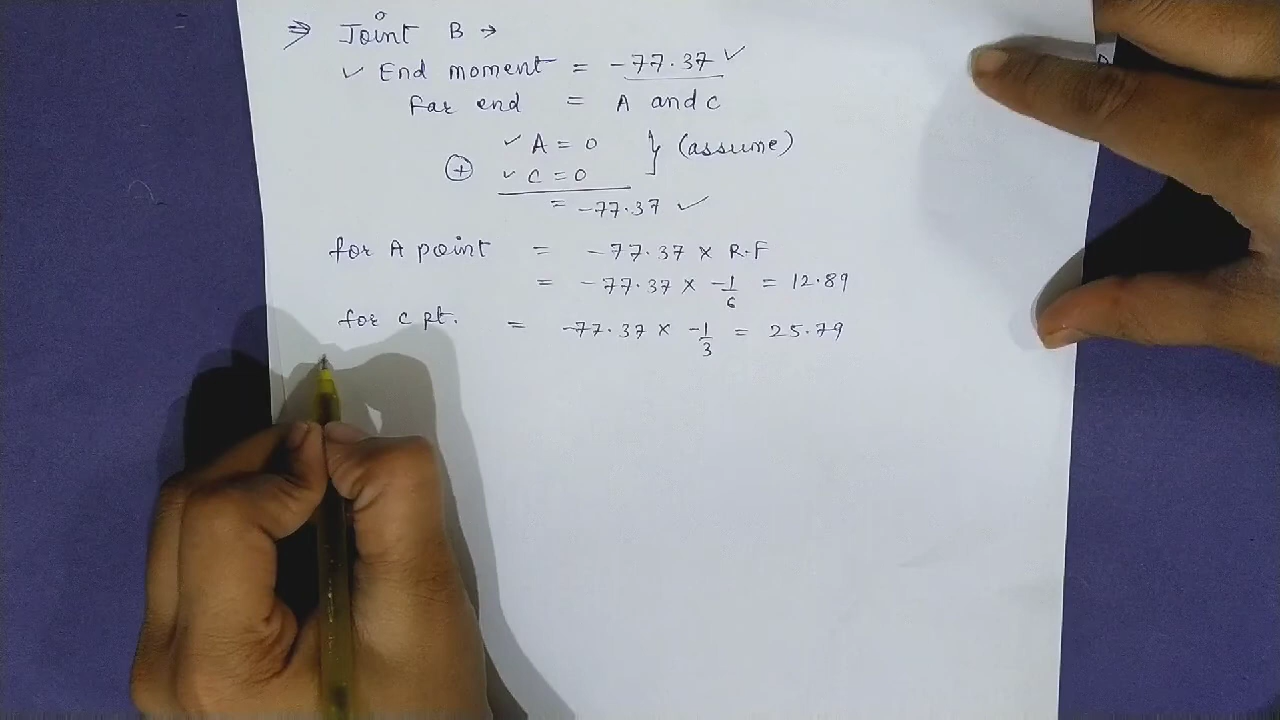 ⇒ Joint B →
✓ End moment = -77.37 ✓
Far end = A and C
✓ A = 0 } (assume)
⊕ ✓ C = 0
= -77.37 ✓
for A point = -77.37 × R.F
= -77.37 × -1/6 = 12.89
for C pt. = -77.37 × -1/3 = 25.79